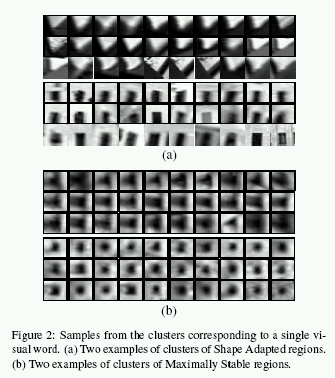 (a)
(b)
Figure 2: Samples from the clusters corresponding to a single vi-
sual word. (a) Two examples of clusters of Shape Adapted regions.
(b) Two examples of clusters of Maximally Stable regions.